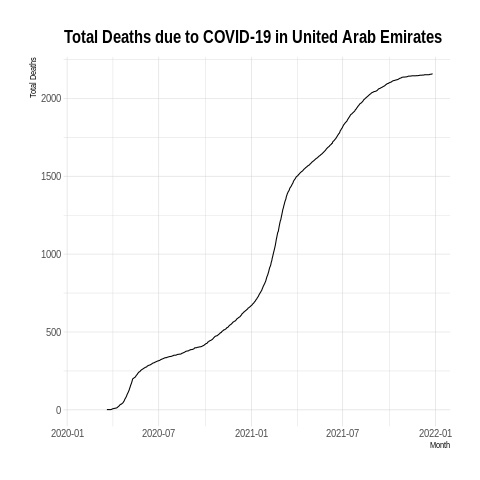 Total Deaths due to COVID-19 in United Arab Emirates
Total Deaths
2000
1500
1000
500
0
2020-01 2020-07 2021-01 2021-07 2022-01
Month